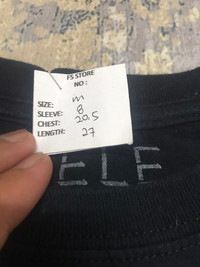 FS STORE
NO :
SIZE: M
SLEEVE: 8
CHEST: 20.5
LENGTH: 27
ELF